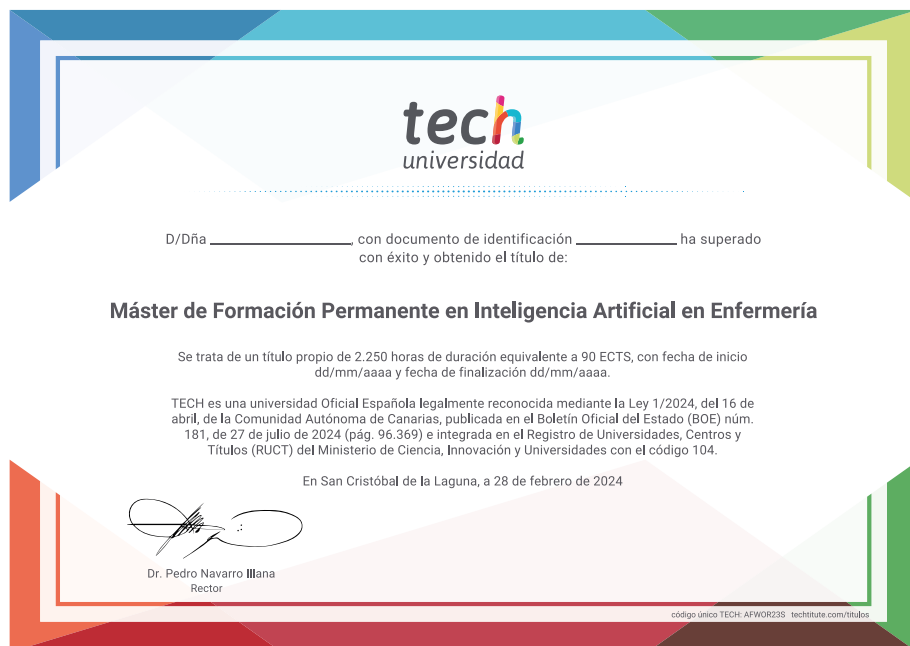 tech
universidad
D/Dña ________________, con documento de identificación ____________ ha superado
con éxito y obtenido el título de:
Máster de Formación Permanente en Inteligencia Artificial en Enfermería
Se trata de un título propio de 2.250 horas de duración equivalente a 90 ECTS, con fecha de inicio
dd/mm/aaaa y fecha de finalización dd/mm/aaaa.
TECH es una universidad Oficial Española legalmente reconocida mediante la Ley 1/2024, del 16 de
abril, de la Comunidad Autónoma de Canarias, publicada en el Boletín Oficial del Estado (BOE) núm.
181, de 27 de julio de 2024 (pág. 96.369) e integrada en el Registro de Universidades, Centros y
Títulos (RUCT) del Ministerio de Ciencia, Innovación y Universidades con el código 104.
En San Cristóbal de la Laguna, a 28 de febrero de 2024
Dr. Pedro Navarro Illana
Rector
código único TECH: AFWOR23S techtitute.com/titulos